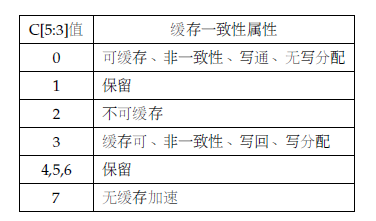 C[5:3]值 缓存一致性属性
0 可缓存、非一致性、写通、无写分配
1 保留
2 不可缓存
3 缓存可、非一致性、写回、写分配
4,5,6 保留
7 无缓存加速